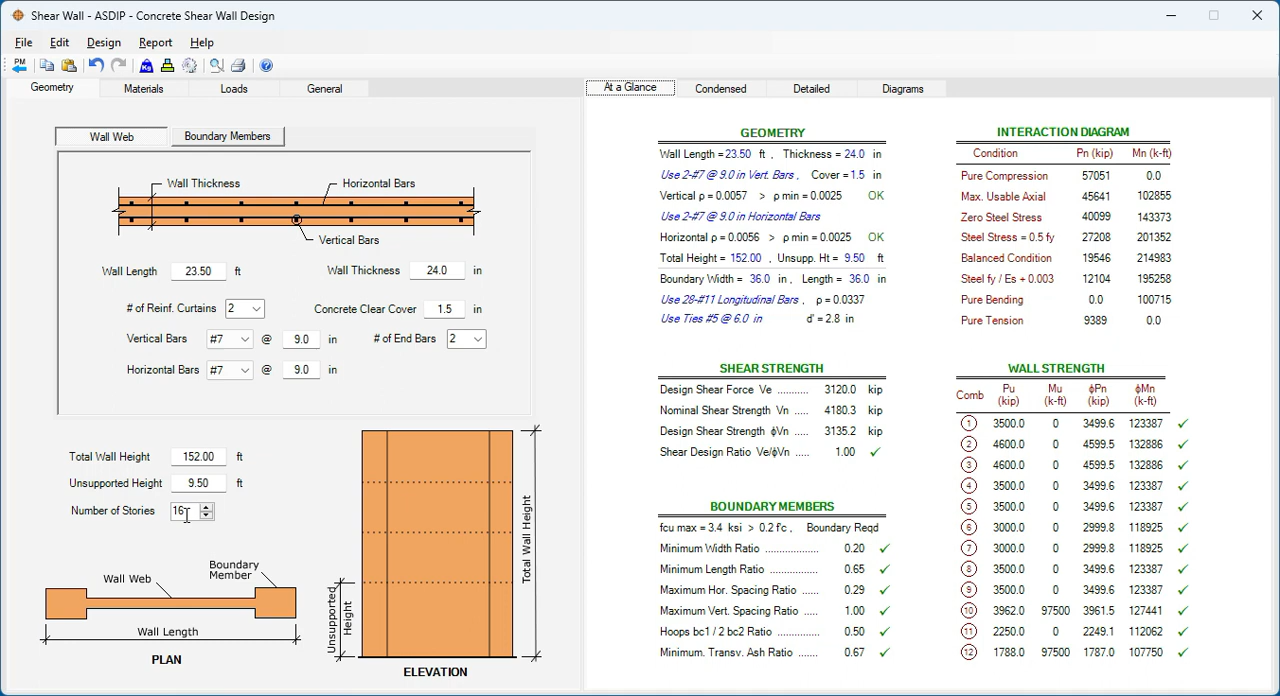 Shear Wall - ASDIP - Concrete Shear Wall Design
File Edit Design Report Help
PM Kg
Geometry Materials Loads General
Wall Web Boundary Members
Wall Thickness Horizontal Bars
Vertical Bars
Wall Length 23.50 ft Wall Thickness 24.0 in
# of Reinf. Curtains 2 Concrete Clear Cover 1.5 in
Vertical Bars #7 @ 9.0 in # of End Bars 2
Horizontal Bars #7 @ 9.0 in
Total Wall Height 152.00 ft
Unsupported Height 9.50 ft
Number of Stories 16
Wall Web
Boundary
Member
Wall Length
PLAN
Unsupported
Height
Total Wall Height
ELEVATION
At a Glance Condensed Detailed Diagrams
GEOMETRY
Wall Length = 23.50 ft , Thickness = 24.0 in
Use 2-#7 @ 9.0 in Vert. Bars , Cover = 1.5 in
Vertical ρ = 0.0057 > ρ min = 0.0025 OK
Use 2-#7 @ 9.0 in Horizontal Bars
Horizontal ρ = 0.0056 > ρ min = 0.0025 OK
Total Height = 152.00 , Unsupp. Ht = 9.50 ft
Boundary Width = 36.0 in , Length = 36.0 in
Use 28-#11 Longitudinal Bars , ρ = 0.0337
Use Ties #5 @ 6.0 in d' = 2.8 in
SHEAR STRENGTH
Design Shear Force Ve ........... 3120.0 kip
Nominal Shear Strength Vn ..... 4180.3 kip
Design Shear Strength ϕVn ..... 3135.2 kip
Shear Design Ratio Ve/ϕVn ..... 1.00 ✓
BOUNDARY MEMBERS
fcu max = 3.4 ksi > 0.2 f'c , Boundary Reqd
Minimum Width Ratio .................. 0.20 ✓
Minimum Length Ratio ................ 0.65 ✓
Maximum Hor. Spacing Ratio ..... 0.29 ✓
Maximum Vert. Spacing Ratio .... 1.00 ✓
Hoops bc1 / 2 bc2 Ratio ............. 0.50 ✓
Minimum. Transv. Ash Ratio ...... 0.67 ✓
INTERACTION DIAGRAM
Condition Pn (kip) Mn (k-ft)
Pure Compression 57051 0.0
Max. Usable Axial 45641 102855
Zero Steel Stress 40099 143373
Steel Stress = 0.5 fy 27208 201352
Balanced Condition 19546 214983
Steel fy / Es + 0.003 12104 195258
Pure Bending 0.0 100715
Pure Tension 9389 0.0
WALL STRENGTH
Comb Pu (kip) Mu (k-ft) ϕPn (kip) ϕMn (k-ft)
1 3500.0 0 3499.6 123387 ✓
2 4600.0 0 4599.5 132886 ✓
3 4600.0 0 4599.5 132886 ✓
4 3500.0 0 3499.6 123387 ✓
5 3500.0 0 3499.6 123387 ✓
6 3000.0 0 2999.8 118925 ✓
7 3000.0 0 2999.8 118925 ✓
8 3500.0 0 3499.6 123387 ✓
9 3500.0 0 3499.6 123387 ✓
10 3962.0 97500 3961.5 127441 ✓
11 2250.0 0 2249.1 112062 ✓
12 1788.0 97500 1787.0 107750 ✓